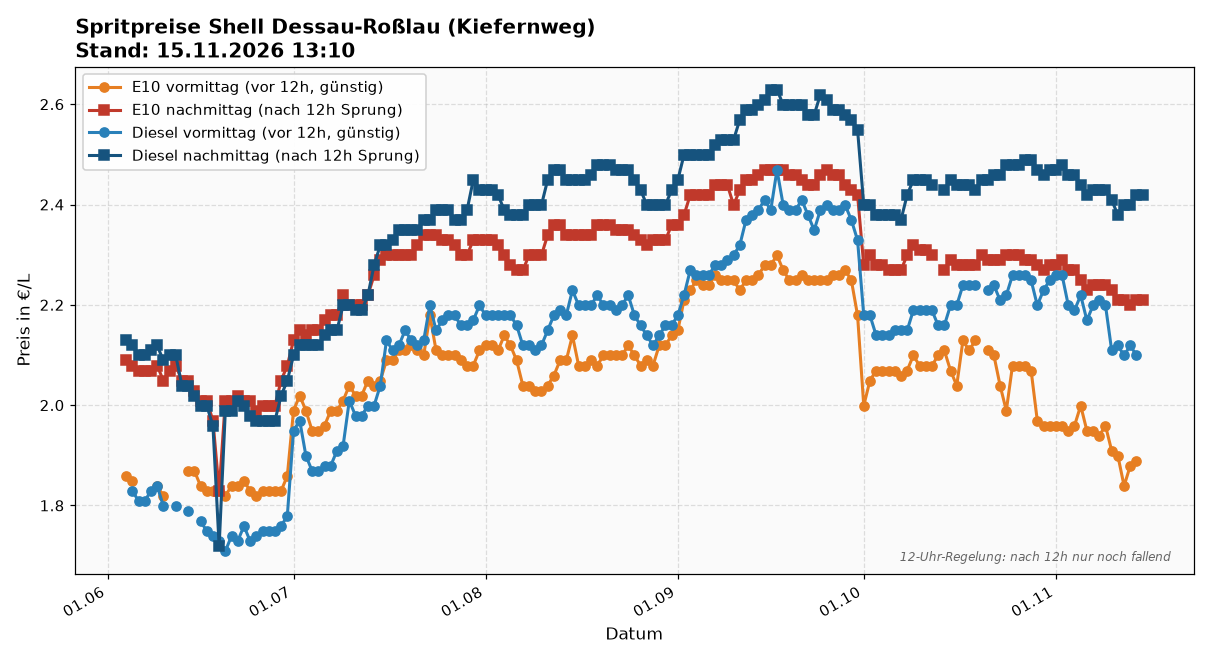 Spritpreise Shell Dessau-Roßlau (Kiefernweg)
Stand: 15.11.2026 13:10
E10 vormittag (vor 12h, günstig)
E10 nachmittag (nach 12h Sprung)
Diesel vormittag (vor 12h, günstig)
Diesel nachmittag (nach 12h Sprung)
Preis in €/L
2.6
2.4
2.2
2.0
1.8
12-Uhr-Regelung: nach 12h nur noch fallend
01.06
01.07
01.08
01.09
01.10
01.11
Datum